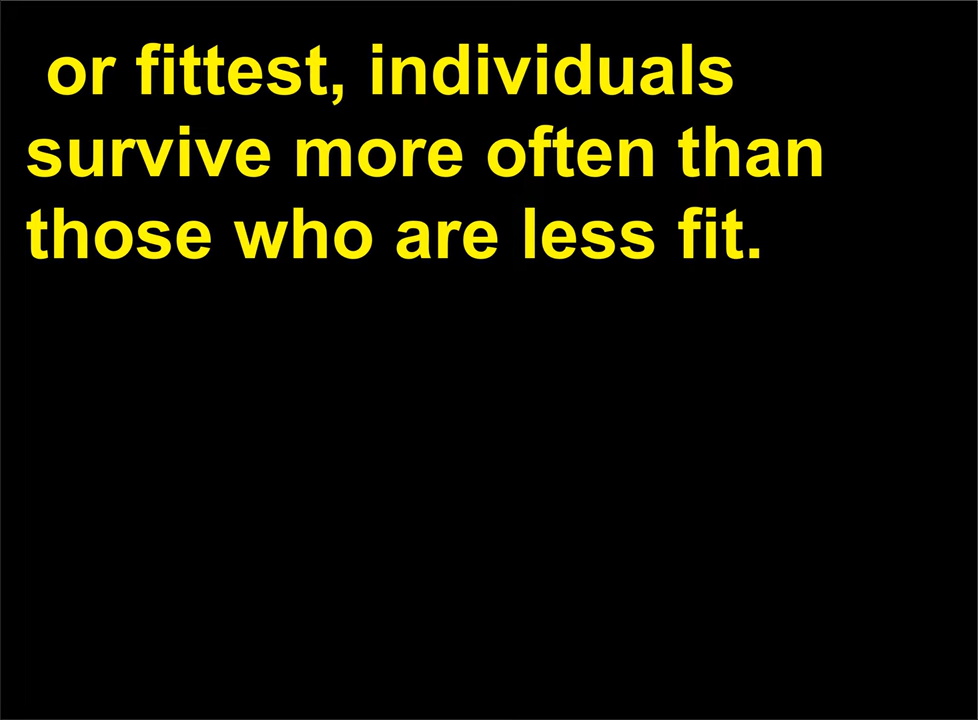 or fittest, individuals
survive more often than
those who are less fit.